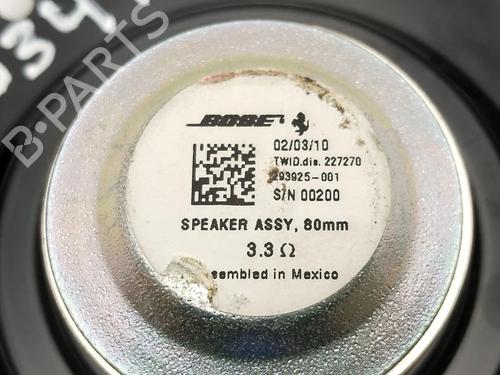 034
B-PARTS
BOSE
02/03/10
TWID.dis. 227270
293925-001
S/N 00200
SPEAKER ASSY, 80mm
3.3 Ω
sembled in Mexico